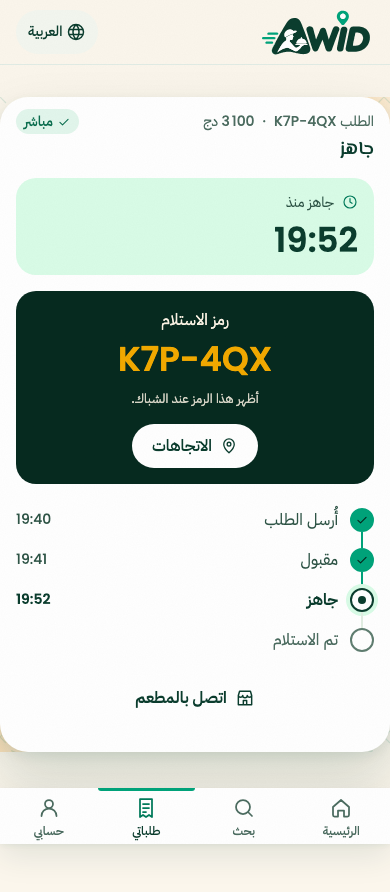 AWID
العربية
الطلب K7P-4QX · 3100 دج
مباشر
جاهز
جاهز منذ
19:52
رمز الاستلام
K7P-4QX
أظهر هذا الرمز عند الشباك.
الاتجاهات
أُرسل الطلب 19:40
مقبول 19:41
جاهز 19:52
تم الاستلام
اتصل بالمطعم
الرئيسية بحث طلباتي حسابي